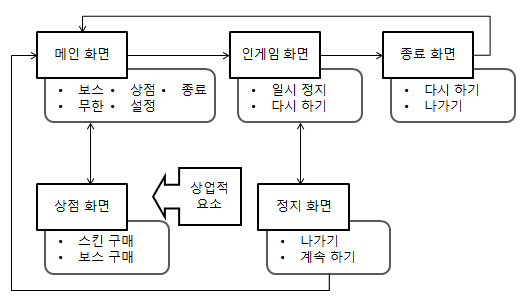 메인 화면
인게임 화면
종료 화면
• 보스 • 상점 • 종료
• 무한 • 설정
• 일시 정지
• 다시 하기
• 다시 하기
• 나가기
상점 화면
상업적
요소
정지 화면
• 스킨 구매
• 보스 구매
• 나가기
• 계속 하기